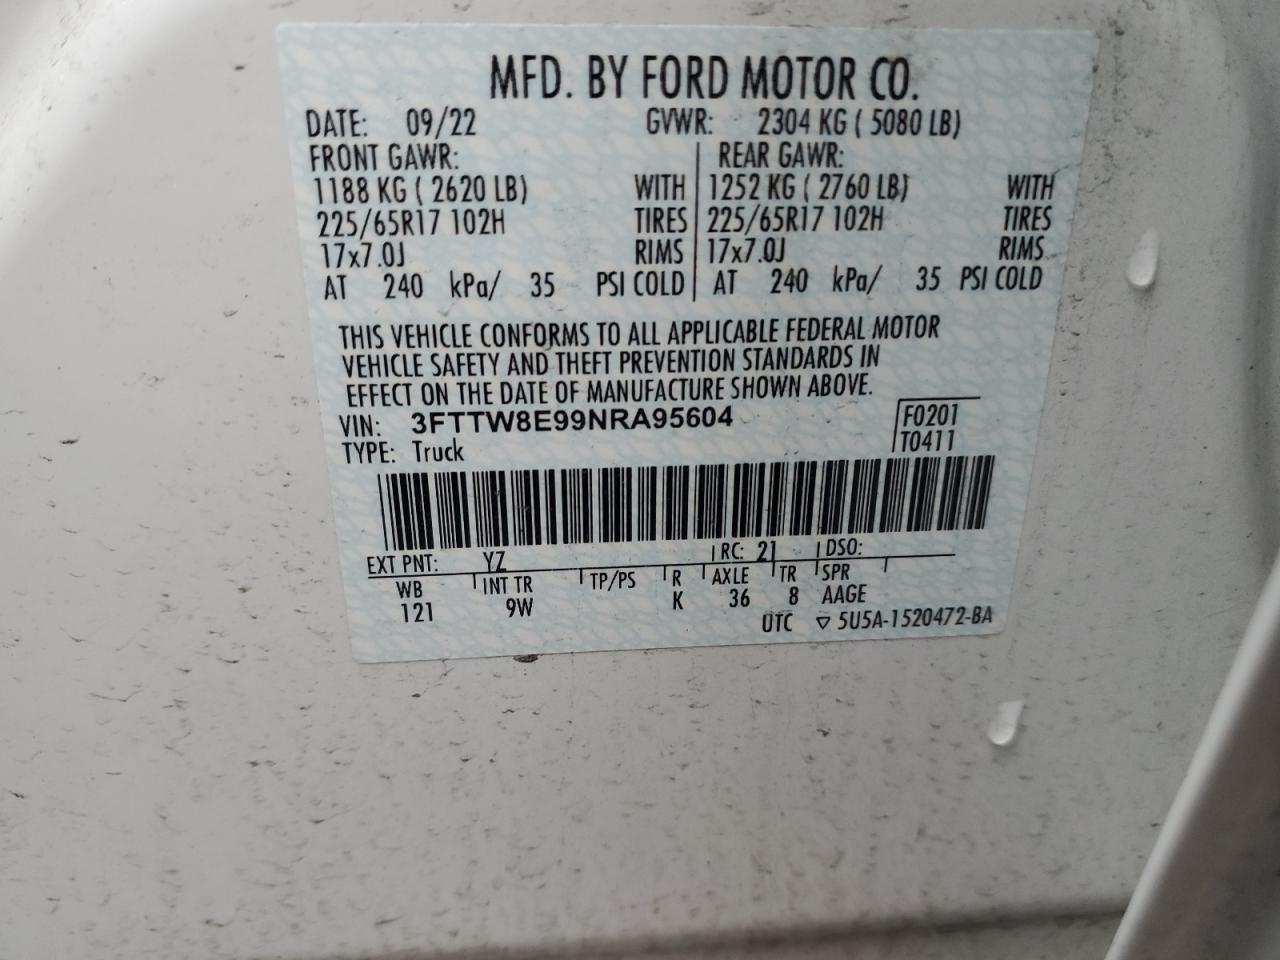 MFD. BY FORD MOTOR CO.
DATE: 09/22 GVWR: 2304 KG ( 5080 LB)
FRONT GAWR: REAR GAWR:
1188 KG ( 2620 LB) WITH 1252 KG ( 2760 LB) WITH
225/65R17 102H TIRES 225/65R17 102H TIRES
17x7.0J RIMS 17x7.0J RIMS
AT 240 kPa/ 35 PSI COLD AT 240 kPa/ 35 PSI COLD
THIS VEHICLE CONFORMS TO ALL APPLICABLE FEDERAL MOTOR
VEHICLE SAFETY AND THEFT PREVENTION STANDARDS IN
EFFECT ON THE DATE OF MANUFACTURE SHOWN ABOVE.
VIN: 3FTTW8E99NRA95604 F0201
TYPE: Truck T0411
EXT PNT: YZ RC: 21 DSO:
WB INT TR TP/PS R AXLE TR SPR
121 9W K 36 8 AAGE
UTC ▽ 5U5A-1520472-BA